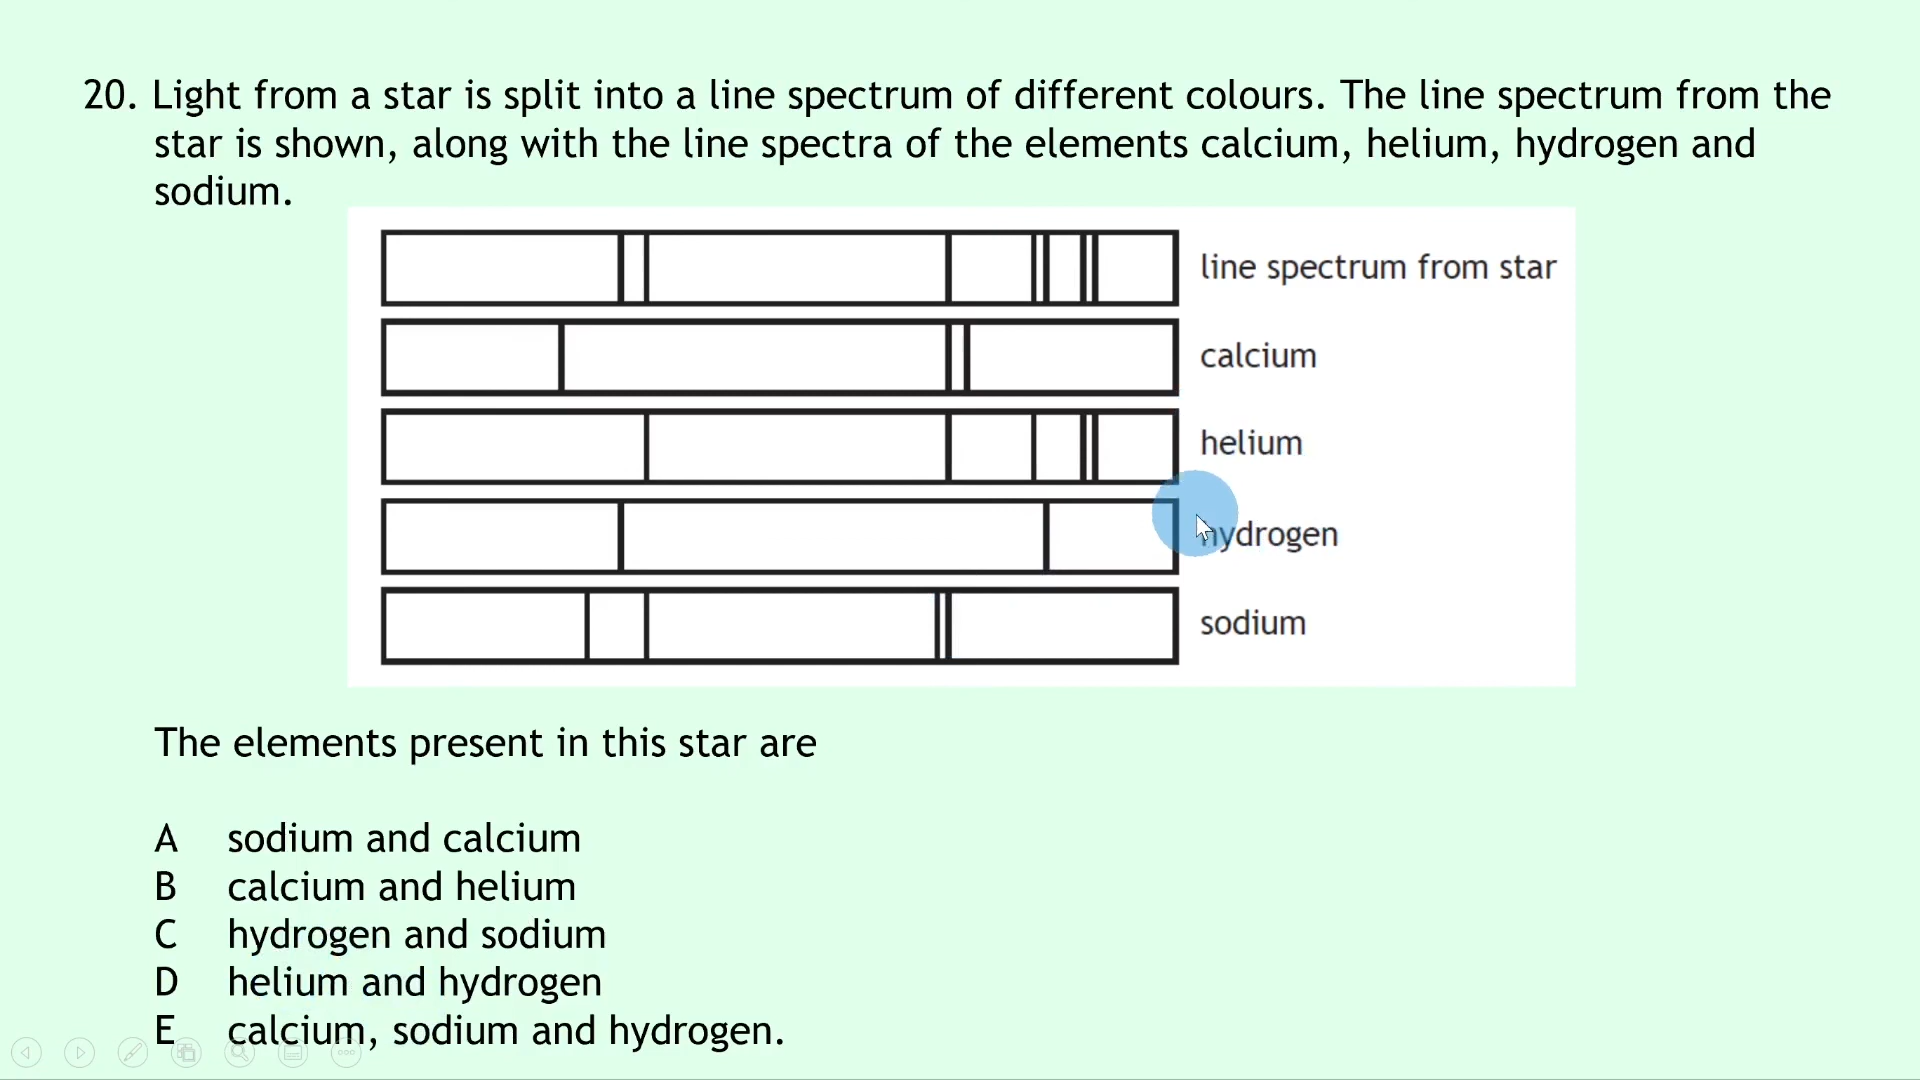 20. Light from a star is split into a line spectrum of different colours. The line spectrum from the
star is shown, along with the line spectra of the elements calcium, helium, hydrogen and
sodium.
line spectrum from star
calcium
helium
hydrogen
sodium
The elements present in this star are
A sodium and calcium
B calcium and helium
C hydrogen and sodium
D helium and hydrogen
E calcium, sodium and hydrogen.